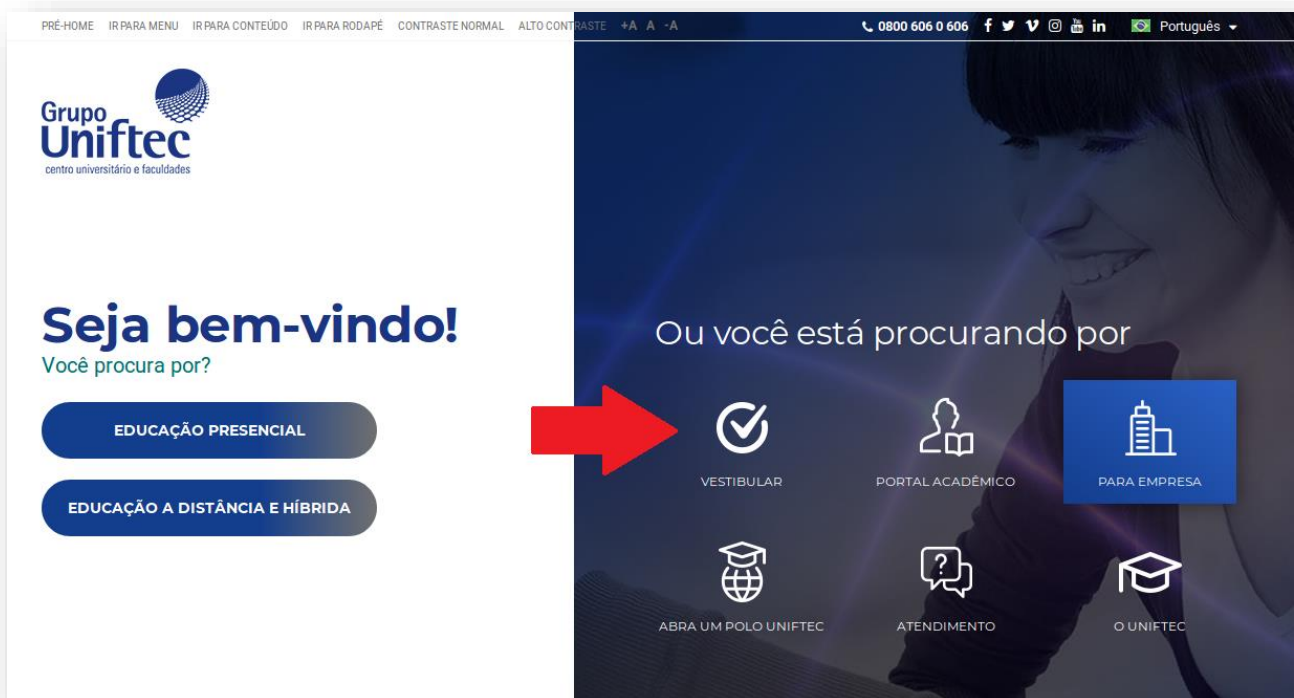 PRÉ-HOME IR PARA MENU IR PARA CONTEÚDO IR PARA RODAPÉ CONTRASTE NORMAL ALTO CONTRASTE +A A -A 0800 606 0 606 Português
Grupo
Uniftec
centro universitário e faculdades
Seja bem-vindo!
Você procura por?
EDUCAÇÃO PRESENCIAL
EDUCAÇÃO A DISTÂNCIA E HÍBRIDA
Ou você está procurando por
VESTIBULAR PORTAL ACADÊMICO PARA EMPRESA
ABRA UM POLO UNIFTEC ATENDIMENTO O UNIFTEC